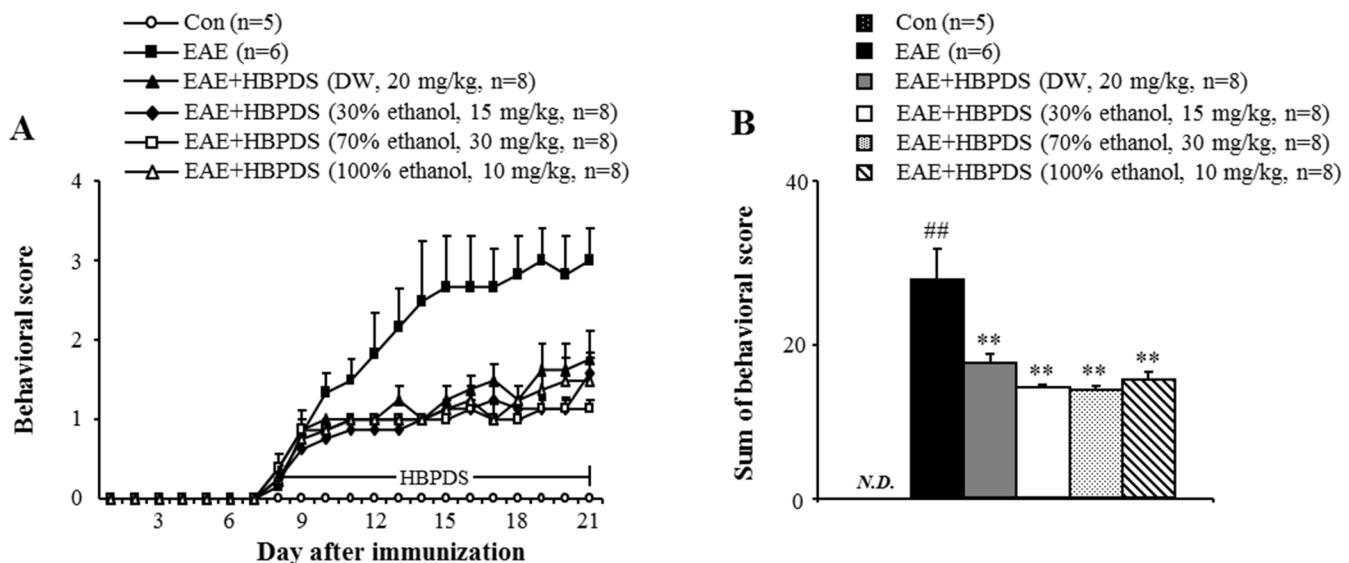 Con (n=5)
EAE (n=6)
EAE+HBPDS (DW, 20 mg/kg, n=8)
EAE+HBPDS (30% ethanol, 15 mg/kg, n=8)
EAE+HBPDS (70% ethanol, 30 mg/kg, n=8)
EAE+HBPDS (100% ethanol, 10 mg/kg, n=8)
A
Behavioral score
4
3
2
1
0
HBPDS
3 6 9 12 15 18 21
Day after immunization
Con (n=5)
EAE (n=6)
EAE+HBPDS (DW, 20 mg/kg, n=8)
EAE+HBPDS (30% ethanol, 15 mg/kg, n=8)
EAE+HBPDS (70% ethanol, 30 mg/kg, n=8)
EAE+HBPDS (100% ethanol, 10 mg/kg, n=8)
B
Sum of behavioral score
40
20
0
N.D.
##
**
**
**
**